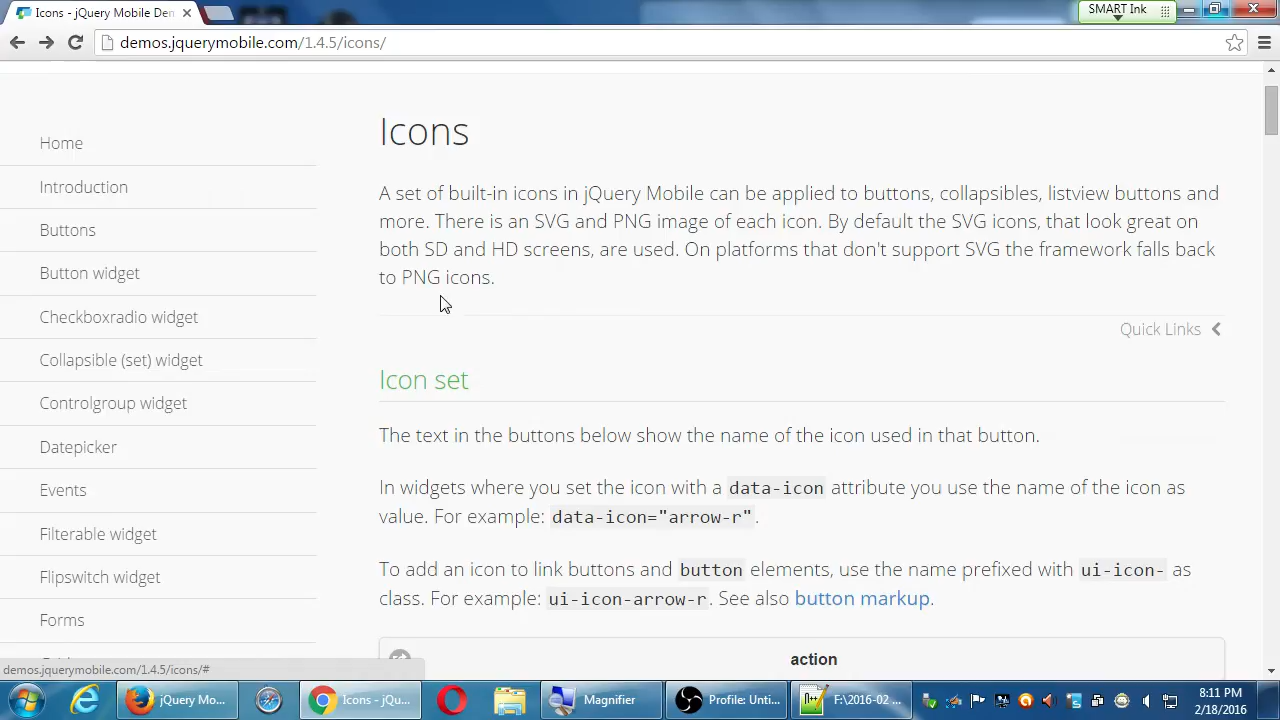 Icons - jQuery Mobile Den
SMART Ink
demos.jquerymobile.com/1.4.5/icons/
Home
Introduction
Buttons
Button widget
Checkboxradio widget
Collapsible (set) widget
Controlgroup widget
Datepicker
Events
Filterable widget
Flipswitch widget
Forms
Icons
A set of built-in icons in jQuery Mobile can be applied to buttons, collapsibles, listview buttons and
more. There is an SVG and PNG image of each icon. By default the SVG icons, that look great on
both SD and HD screens, are used. On platforms that don't support SVG the framework falls back
to PNG icons.
Quick Links
Icon set
The text in the buttons below show the name of the icon used in that button.
In widgets where you set the icon with a data-icon attribute you use the name of the icon as
value. For example: data-icon="arrow-r".
To add an icon to link buttons and button elements, use the name prefixed with ui-icon- as
class. For example: ui-icon-arrow-r. See also button markup.
action
demos.jquerymobile.com/1.4.5/icons/#
jQuery Mo...
Icons - jQu...
Magnifier
Profile: Unti...
F:\2016-02 ...
8:11 PM
2/18/2016